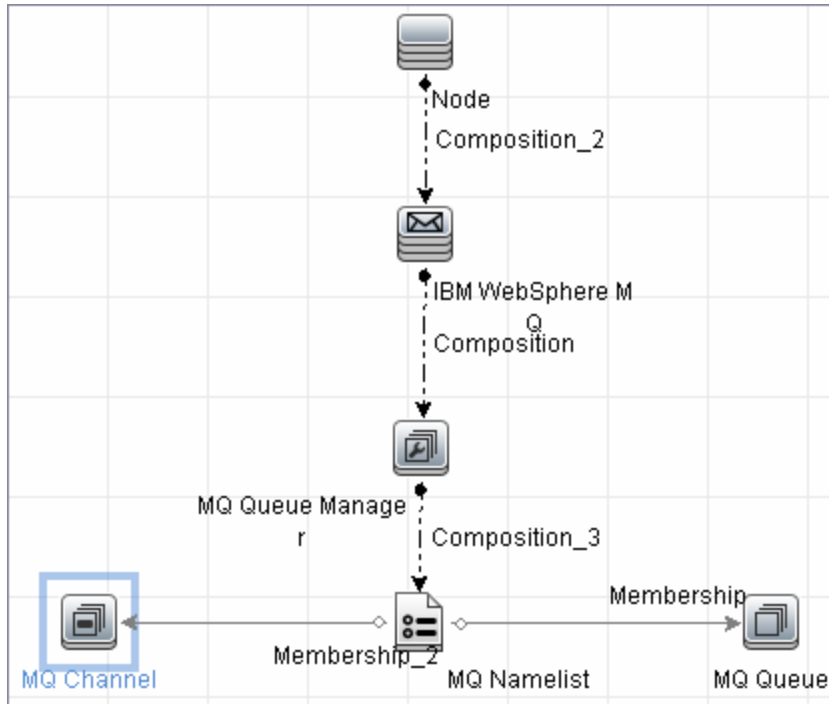 Node
Composition_2
IBM WebSphere M
Q
Composition
MQ Queue Manage
r
Composition_3
Membership
Membership_2
MQ Channel
MQ Namelist
MQ Queue